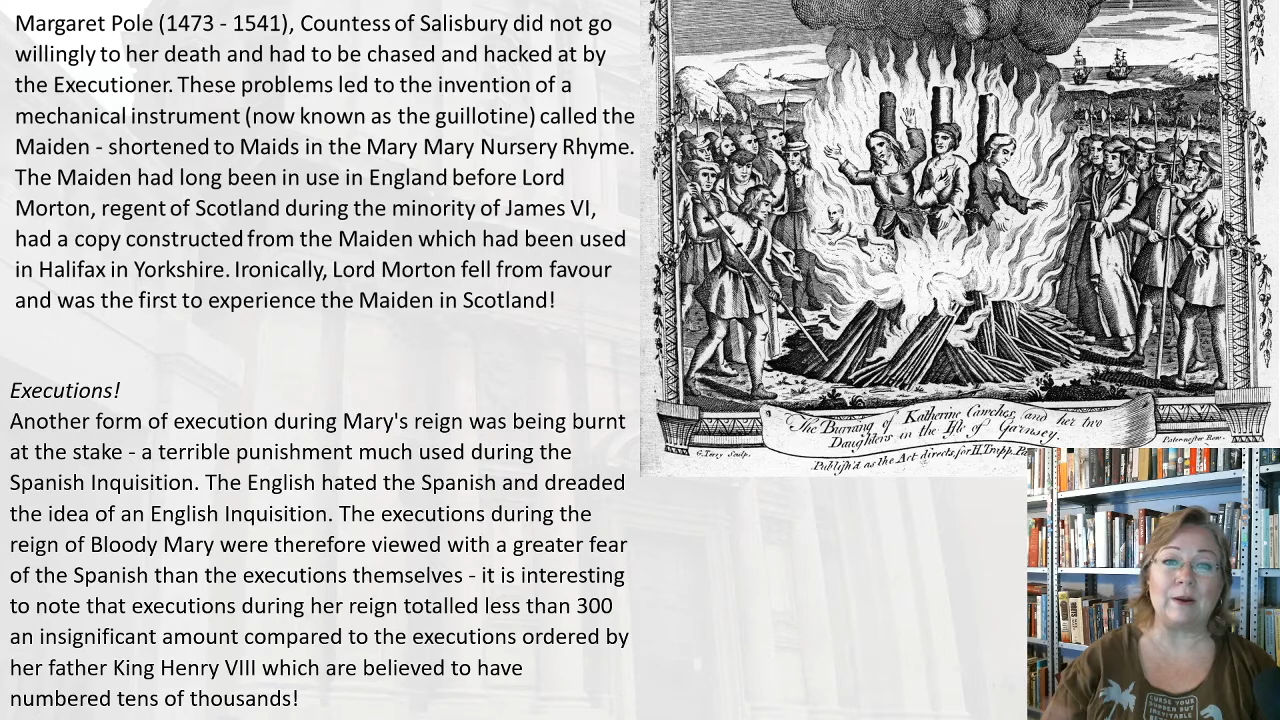 Margaret Pole (1473 - 1541), Countess of Salisbury did not go
willingly to her death and had to be chased and hacked at by
the Executioner. These problems led to the invention of a
mechanical instrument (now known as the guillotine) called the
Maiden - shortened to Maids in the Mary Mary Nursery Rhyme.
The Maiden had long been in use in England before Lord
Morton, regent of Scotland during the minority of James VI,
had a copy constructed from the Maiden which had been used
in Halifax in Yorkshire. Ironically, Lord Morton fell from favour
and was the first to experience the Maiden in Scotland!
Executions!
Another form of execution during Mary's reign was being burnt
at the stake - a terrible punishment much used during the
Spanish Inquisition. The English hated the Spanish and dreaded
the idea of an English Inquisition. The executions during the
reign of Bloody Mary were therefore viewed with a greater fear
of the Spanish than the executions themselves - it is interesting
to note that executions during her reign totalled less than 300
an insignificant amount compared to the executions ordered by
her father King Henry VIII which are believed to have
numbered tens of thousands!
The Burning of Katherine Cawches, and her two
Daughters in the Isle of Garnsey.
G. Terry Sculp.
Paternoster Row.
Publish'd as the Act directs for H. Trapp,
CURSE YOUR
SUDDEN BUT
INEVITABLE